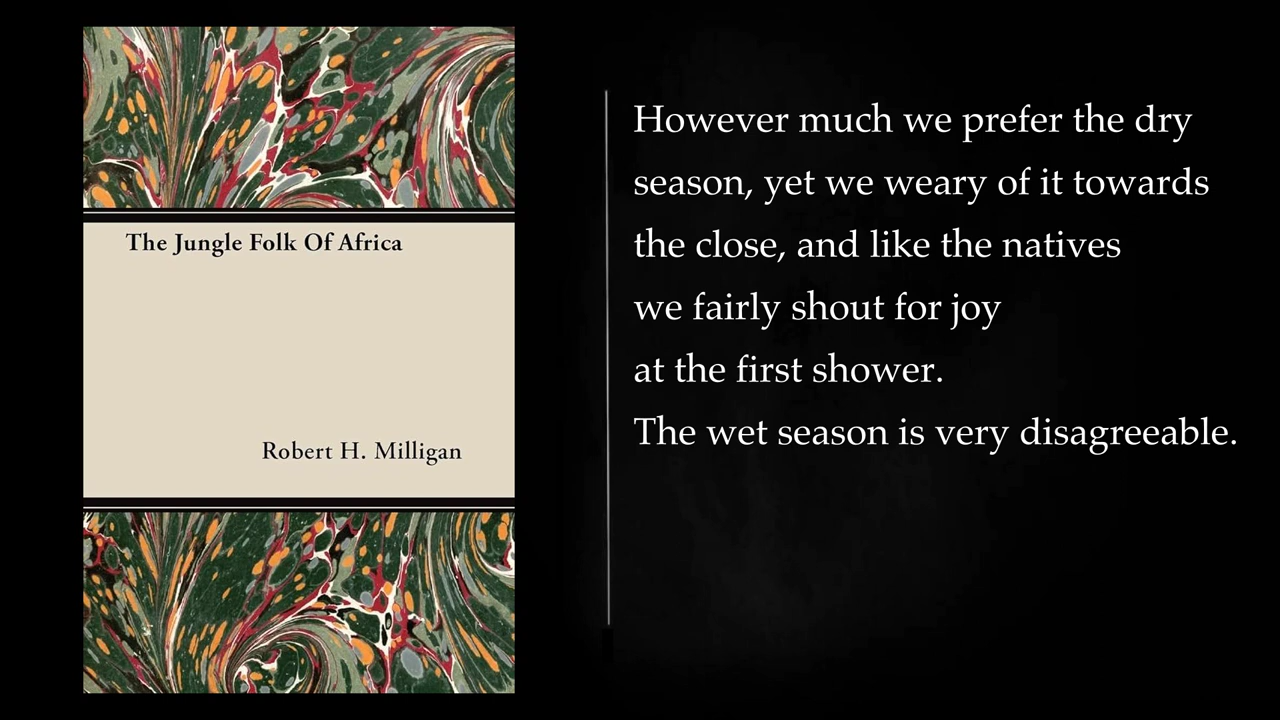 The Jungle Folk Of Africa
Robert H. Milligan
However much we prefer the dry
season, yet we weary of it towards
the close, and like the natives
we fairly shout for joy
at the first shower.
The wet season is very disagreeable.